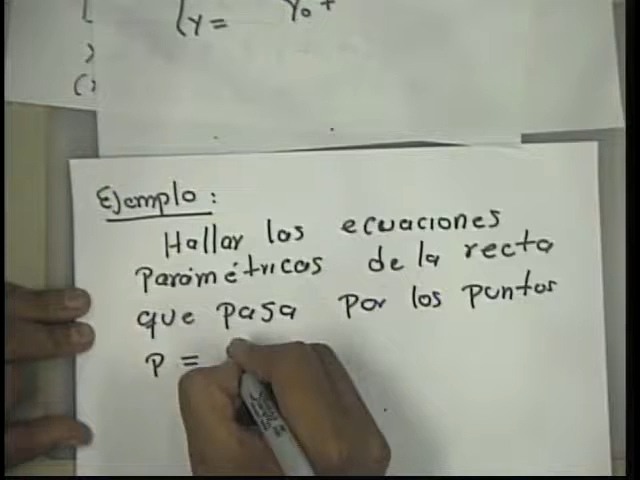 y = y₀ +
Ejemplo:
Hallar las ecuaciones
paramétricas de la recta
que pasa por los puntos
P =